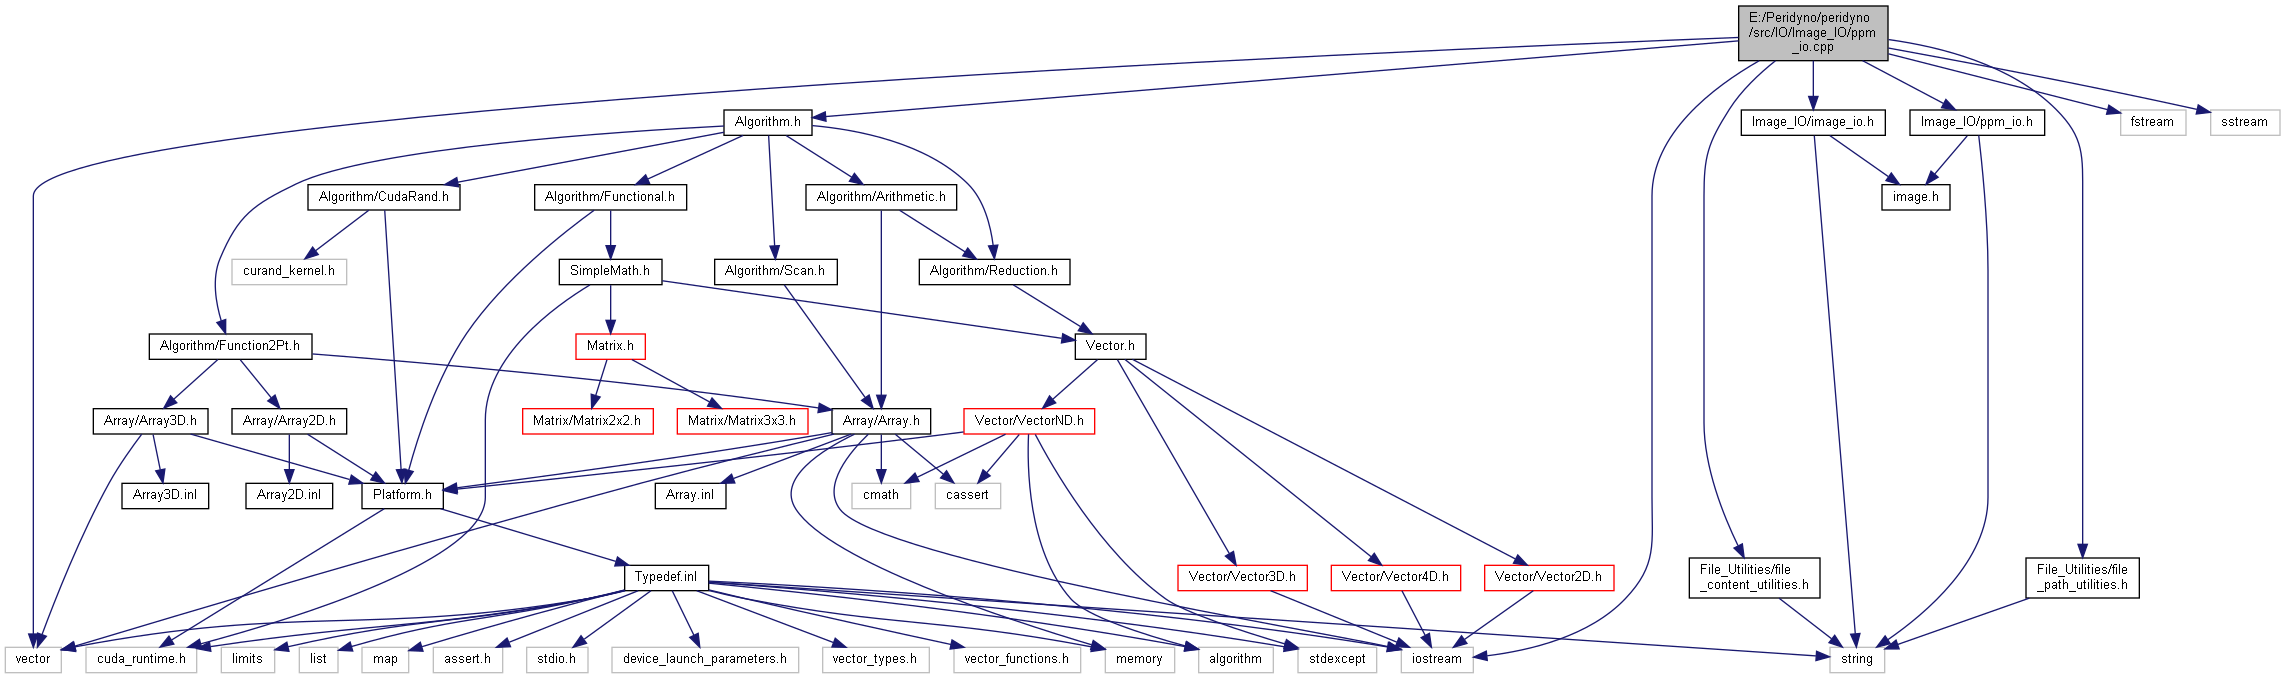 E:/Peridyno/peridyno
/src/IO/Image_IO/ppm
_io.cpp
Algorithm.h
Image_IO/image_io.h
Image_IO/ppm_io.h
fstream
sstream
Algorithm/CudaRand.h
Algorithm/Functional.h
Algorithm/Arithmetic.h
image.h
curand_kernel.h
SimpleMath.h
Algorithm/Scan.h
Algorithm/Reduction.h
Algorithm/Function2Pt.h
Matrix.h
Vector.h
Array/Array3D.h
Array/Array2D.h
Matrix/Matrix2x2.h
Matrix/Matrix3x3.h
Array/Array.h
Vector/VectorND.h
Array3D.inl
Array2D.inl
Platform.h
Array.inl
cmath
cassert
Typedef.inl
Vector/Vector3D.h
Vector/Vector4D.h
Vector/Vector2D.h
File_Utilities/file
_content_utilities.h
File_Utilities/file
_path_utilities.h
vector
cuda_runtime.h
limits
list
map
assert.h
stdio.h
device_launch_parameters.h
vector_types.h
vector_functions.h
memory
algorithm
stdexcept
iostream
string